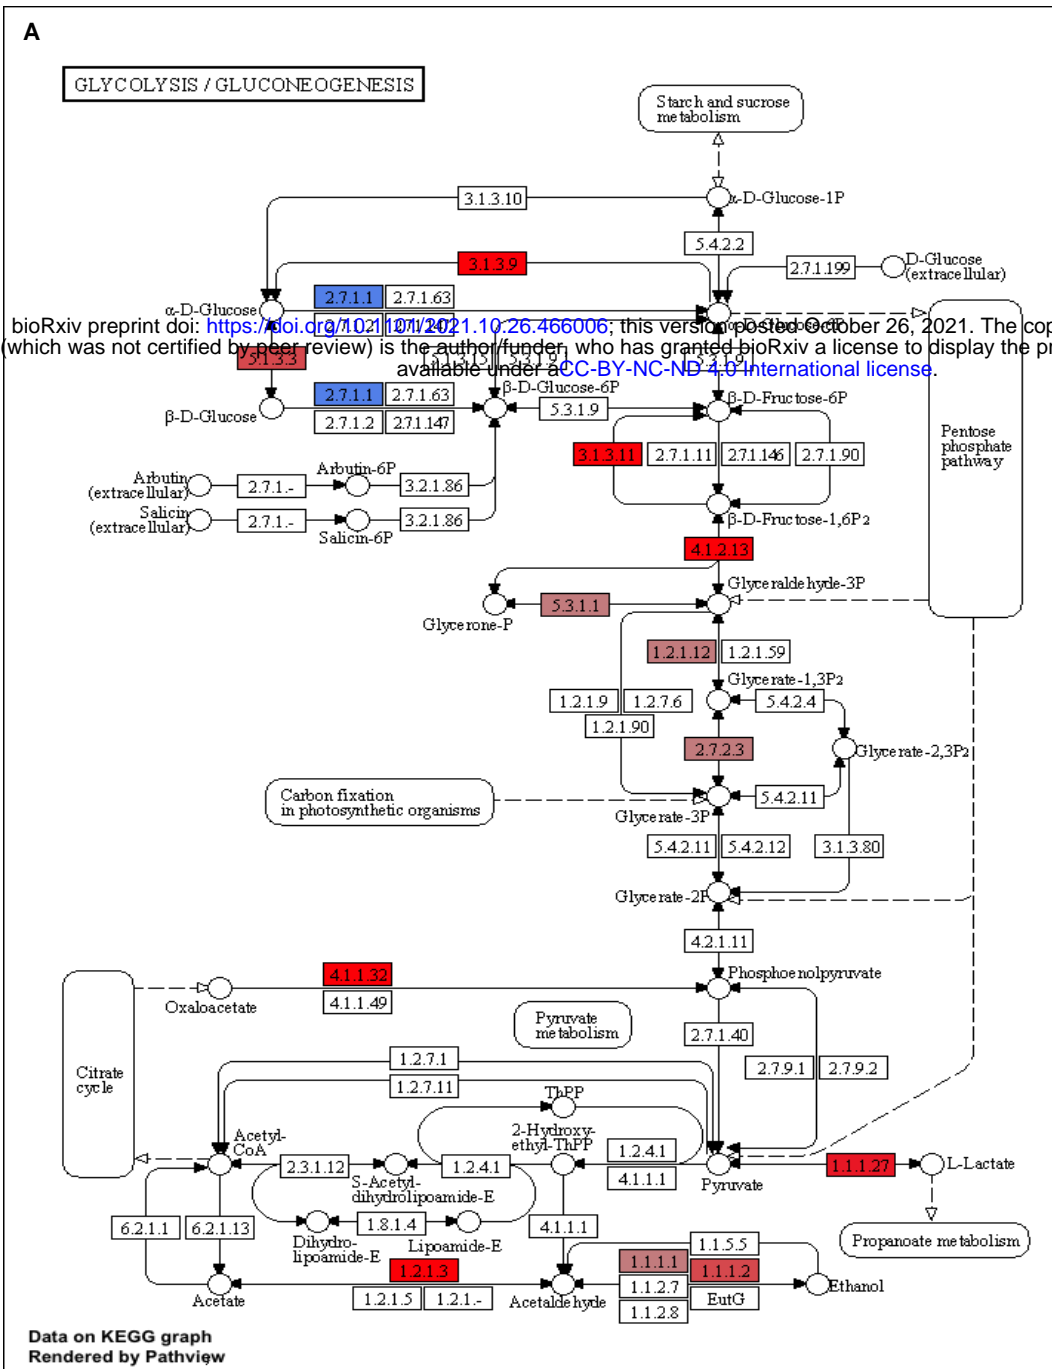 A
GLYCOLYSIS / GLUCONEOGENESIS
Starch and sucrose
metabolism
3.1.3.10
α-D-Glucose-1P
5.4.2.2
3.1.3.9
2.7.1.199
D-Glucose
(extracellular)
α-D-Glucose
2.7.1.1
2.7.1.63
bioRxiv preprint doi: https://doi.org/10.1101/2021.10.26.466006; this version posted October 26, 2021. The cop
(which was not certified by peer review) is the author/funder, who has granted bioRxiv a license to display the pr
available under aCC-BY-NC-ND 4.0 International license.
5.1.3.3
5.3.1.9
5.3.1.9
β-D-Glucose-6P
β-D-Glucose
2.7.1.1
2.7.1.63
2.7.1.2
2.7.1.147
5.3.1.9
β-D-Fructose-6P
Pentose
phosphate
pathway
3.1.3.11
2.7.1.11
2.7.1.146
2.7.1.90
Arbutin
(extracellular)
2.7.1.-
Arbutin-6P
3.2.1.86
Salicin
(extracellular)
2.7.1.-
Salicin-6P
3.2.1.86
β-D-Fructose-1,6P2
4.1.2.13
Glyceraldehyde-3P
5.3.1.1
Glycerone-P
1.2.1.12
1.2.1.59
Glycerate-1,3P2
1.2.1.9
1.2.7.6
1.2.1.90
5.4.2.4
2.7.2.3
Glycerate-2,3P2
Carbon fixation
in photosynthetic organisms
5.4.2.11
Glycerate-3P
5.4.2.11
5.4.2.12
3.1.3.80
Glycerate-2P
4.2.1.11
4.1.1.32
4.1.1.49
Oxaloacetate
Phosphoenolpyruvate
Pyruvate
metabolism
2.7.1.40
Citrate
cycle
1.2.7.1
1.2.7.11
2.7.9.1
2.7.9.2
ThPP
2-Hydroxy-
ethyl-ThPP
Acetyl-
CoA
2.3.1.12
1.2.4.1
1.2.4.1
4.1.1.1
S-Acetyl-
dihydrolipoamide-E
Pyruvate
1.1.1.27
L-Lactate
6.2.1.1
6.2.1.13
1.8.1.4
Dihydro-
lipoamide-E
Lipoamide-E
4.1.1.1
Propanoate metabolism
1.1.5.5
1.2.1.3
1.1.1.1
1.1.1.2
Acetate
1.2.1.5
1.2.1.-
Acetaldehyde
1.1.2.7
EutG
1.1.2.8
Ethanol
Data on KEGG graph
Rendered by Pathview